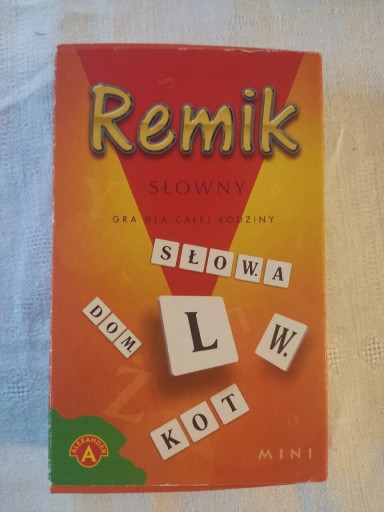 Remik
SŁOWNY
GRA DLA CAŁEJ RODZINY
SŁOWA
DOM.
L
W.
KOT
Ż
ALEXANDER
A
MINI